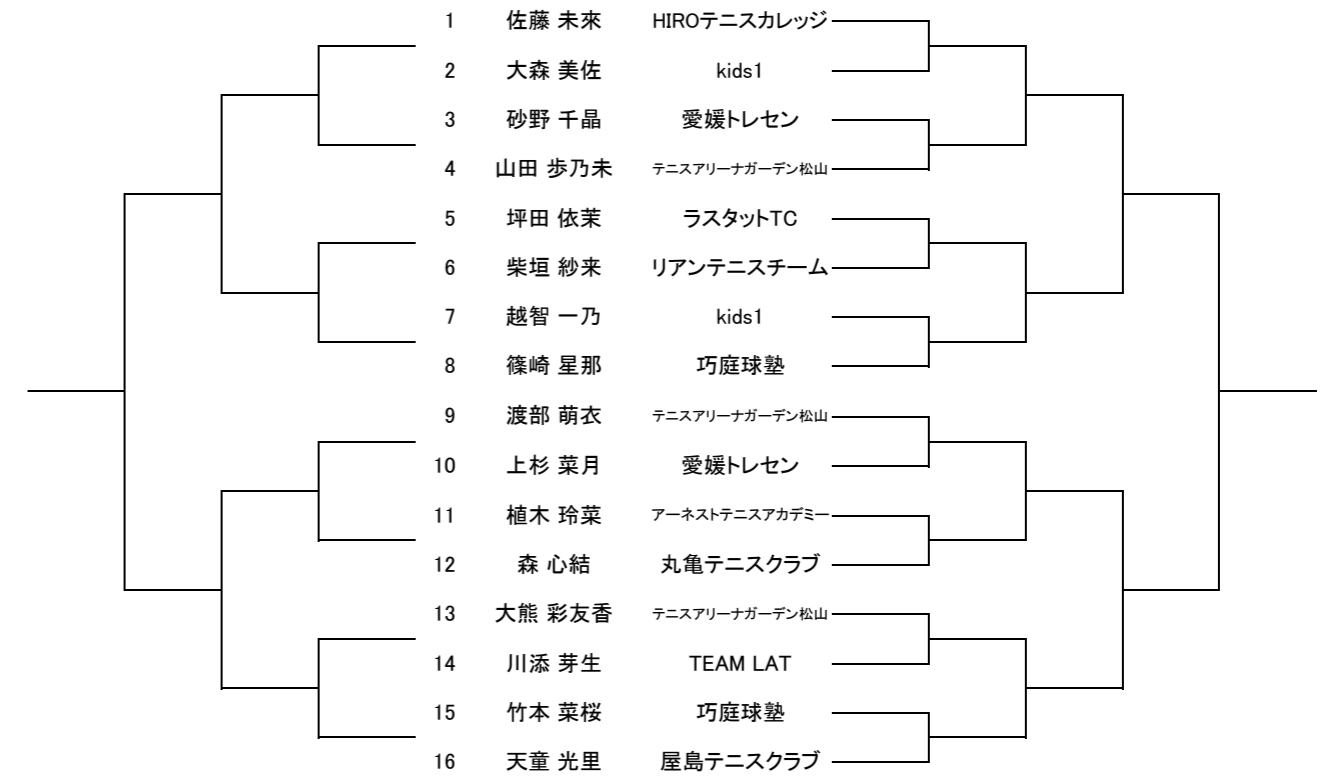 1 佐藤 未來 HIROテニスカレッジ
2 大森 美佐 kids1
3 砂野 千晶 愛媛トレセン
4 山田 歩乃未 テニスアリーナガーデン松山
5 坪田 依茉 ラスタットTC
6 柴垣 紗来 リアンテニスチーム
7 越智 一乃 kids1
8 篠崎 星那 巧庭球塾
9 渡部 萌衣 テニスアリーナガーデン松山
10 上杉 菜月 愛媛トレセン
11 植木 玲菜 アーネストテニスアカデミー
12 森 心結 丸亀テニスクラブ
13 大熊 彩友香 テニスアリーナガーデン松山
14 川添 芽生 TEAM LAT
15 竹本 菜桜 巧庭球塾
16 天童 光里 屋島テニスクラブ